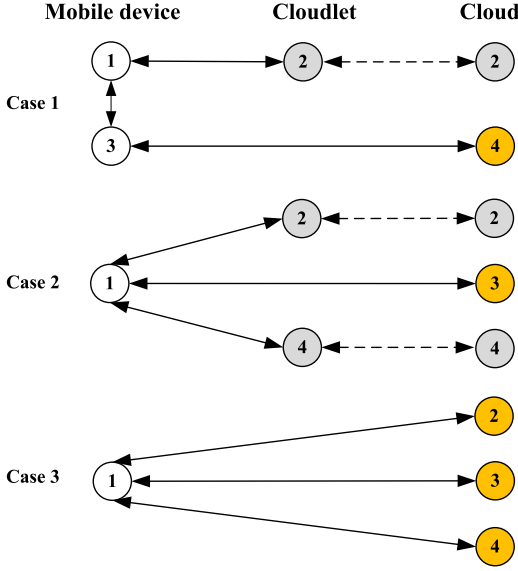 Mobile device Cloudlet Cloud
1 2 2
Case 1
3 4
2 2
Case 2 1 3
4 4
2
Case 3 1 3
4